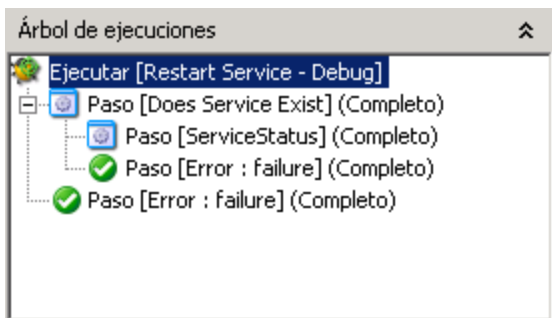 Árbol de ejecuciones
Ejecutar [Restart Service - Debug]
Paso [Does Service Exist] (Completo)
Paso [ServiceStatus] (Completo)
Paso [Error : failure] (Completo)
Paso [Error : failure] (Completo)